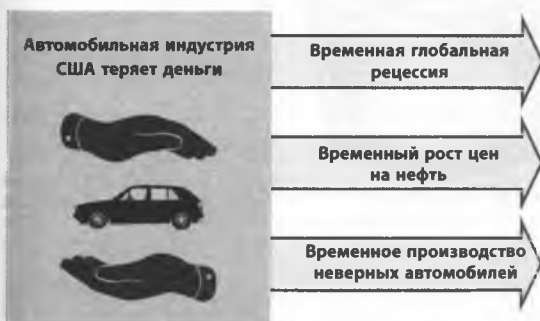 Автомобильная индустрия
США теряет деньги
Временная глобальная
рецессия
Временный рост цен
на нефть
Временное производство
неверных автомобилей